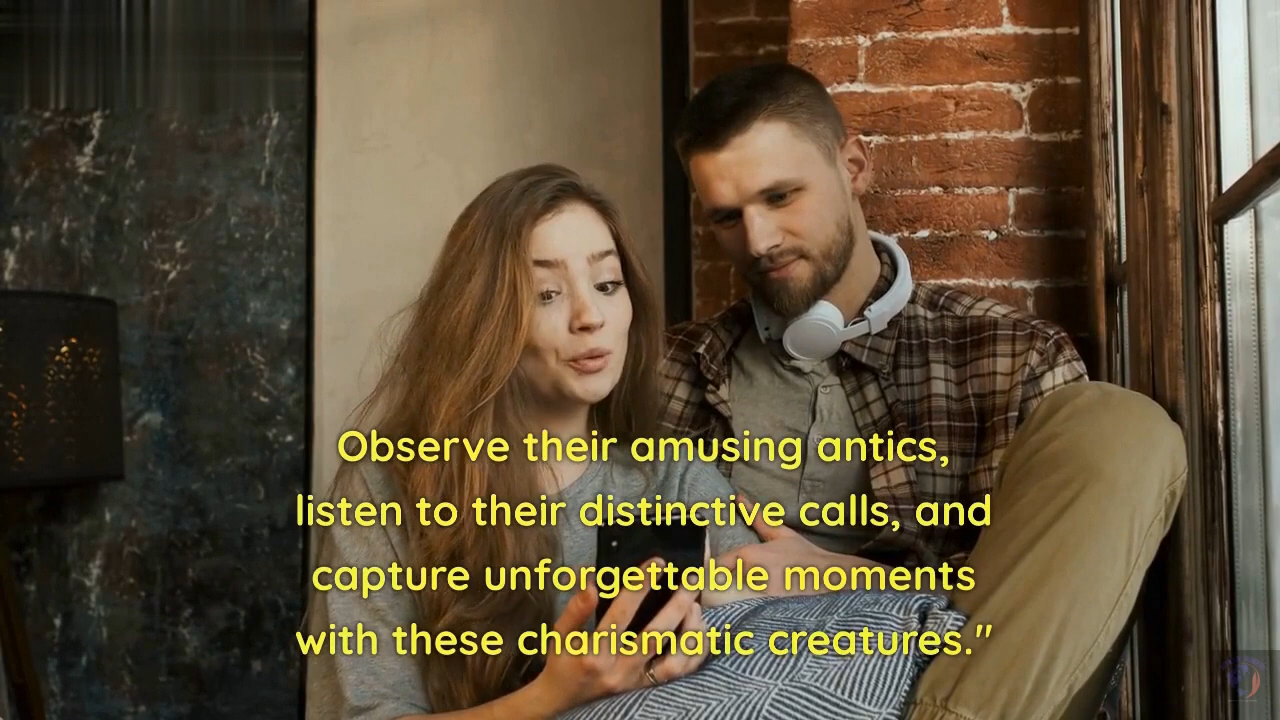 Observe their amusing antics,
listen to their distinctive calls, and
capture unforgettable moments
with these charismatic creatures."